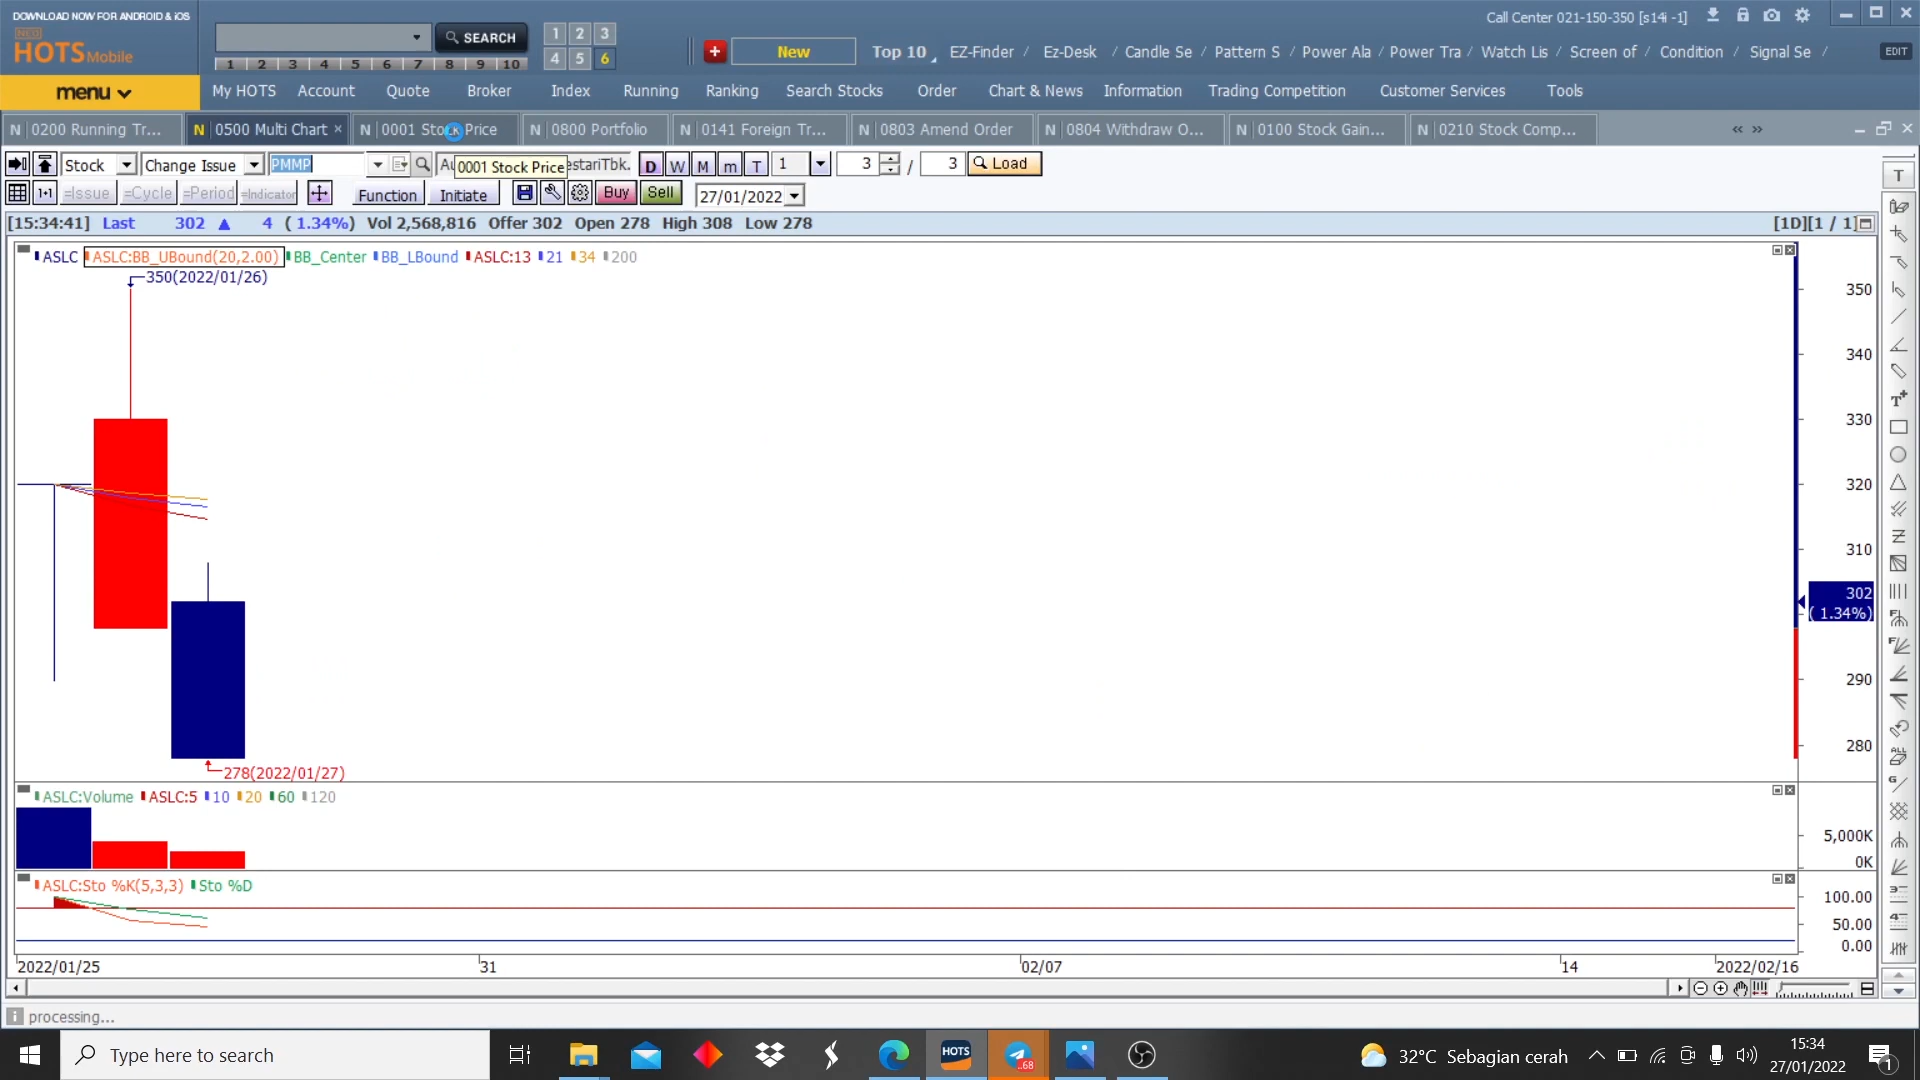 DOWNLOAD NOW FOR ANDROID & iOS
NEO
HOTS Mobile
SEARCH
1 2 3 4 5 6 7 8 9 10
1 2 3
4 5 6
New
Top 10 EZ-Finder / Ez-Desk / Candle Se / Pattern S / Power Ala / Power Tra / Watch Lis / Screen of / Condition / Signal Se /
EDIT
Call Center 021-150-350 [s14i -1]
menu My HOTS Account Quote Broker Index Running Ranking Search Stocks Order Chart & News Information Trading Competition Customer Services Tools
N 0200 Running Tr... N 0500 Multi Chart × N 0001 Stock Price N 0800 Portfolio N 0141 Foreign Tr... N 0803 Amend Order N 0804 Withdraw O... N 0100 Stock Gain... N 0210 Stock Comp... « »
Stock Change Issue PMMP 0001 Stock Price estariTbk. D W M m T 1 3 / 3 Load
1·1 =Issue =Cycle =Period =Indicator Function Initiate Buy Sell 27/01/2022
[15:34:41] Last 302 ▲ 4 ( 1.34%) Vol 2,568,816 Offer 302 Open 278 High 308 Low 278 [1D][1 / 1]
ASLC ASLC:BB_UBound(20,2.00) BB_Center BB_LBound ASLC:13 21 34 200
350(2022/01/26)
350
340
330
320
310
302
( 1.34%)
290
280
278(2022/01/27)
ASLC:Volume ASLC:5 10 20 60 120
5,000K
0K
ASLC:Sto %K(5,3,3) Sto %D
100.00
50.00
0.00
2022/01/25 31 02/07 14 2022/02/16
processing...
Type here to search
HOTS
..68
32°C Sebagian cerah
15:34
27/01/2022
1